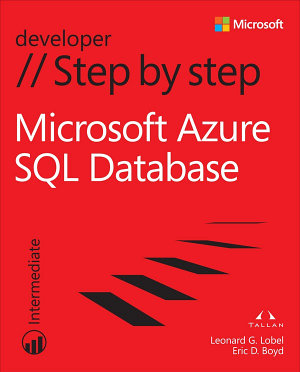 Microsoft
developer
// Step by step
Microsoft Azure
SQL Database
Intermediate
TALLAN
Leonard G. Lobel
Eric D. Boyd